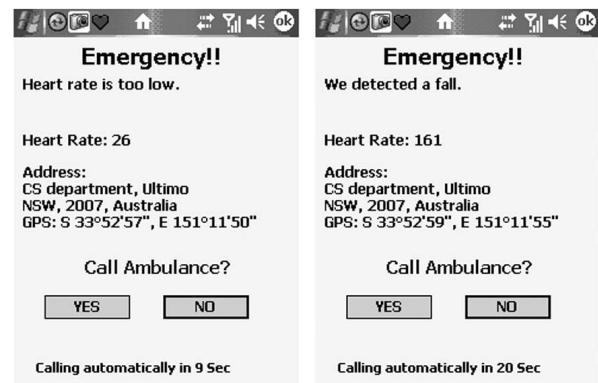 ok
Emergency!!
Heart rate is too low.
Heart Rate: 26
Address:
CS department, Ultimo
NSW, 2007, Australia
GPS: S 33°52'57", E 151°11'50"
Call Ambulance?
YES NO
Calling automatically in 9 Sec
ok
Emergency!!
We detected a fall.
Heart Rate: 161
Address:
CS department, Ultimo
NSW, 2007, Australia
GPS: S 33°52'59", E 151°11'55"
Call Ambulance?
YES NO
Calling automatically in 20 Sec